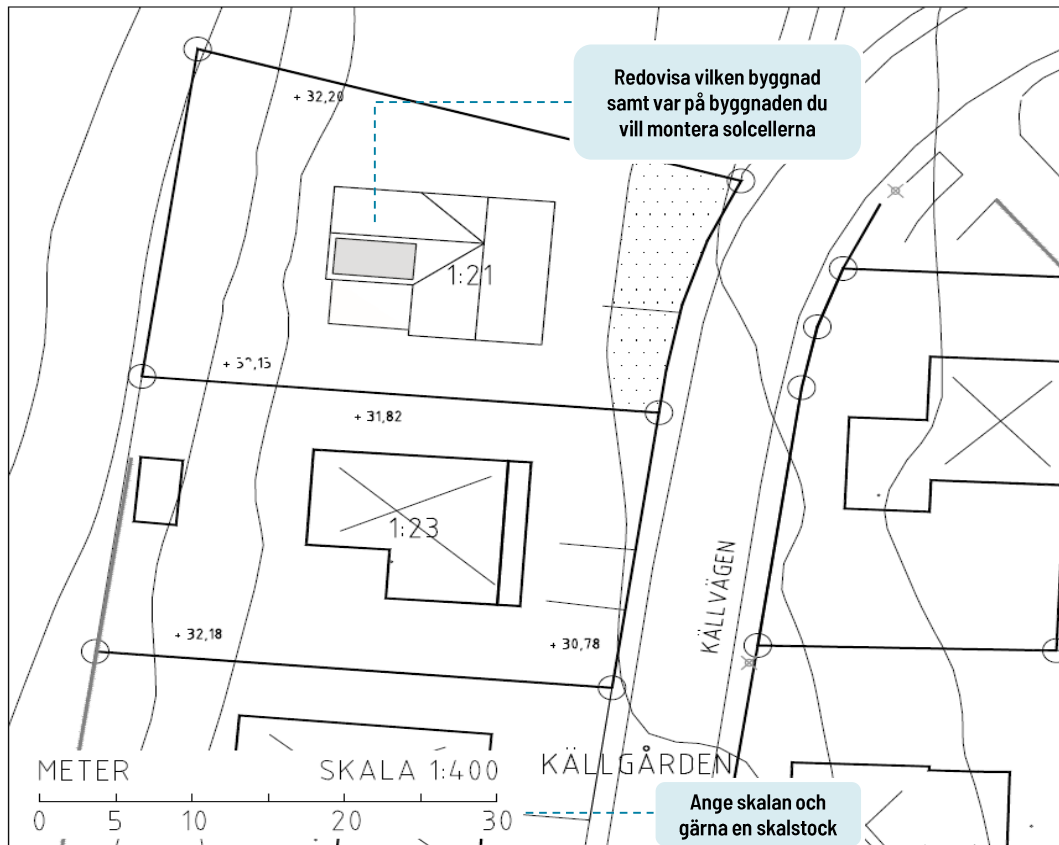 Redovisa vilken byggnad
samt var på byggnaden du
vill montera solcellerna
+ 32,20
1:21
+ 31,82
1:23
KÄLLVÄGEN
+ 32,18
+ 30,78
METER
SKALA 1:400
KÄLLGÅRDEN
0 5 10 20 30
Ange skalan och
gärna en skalstock